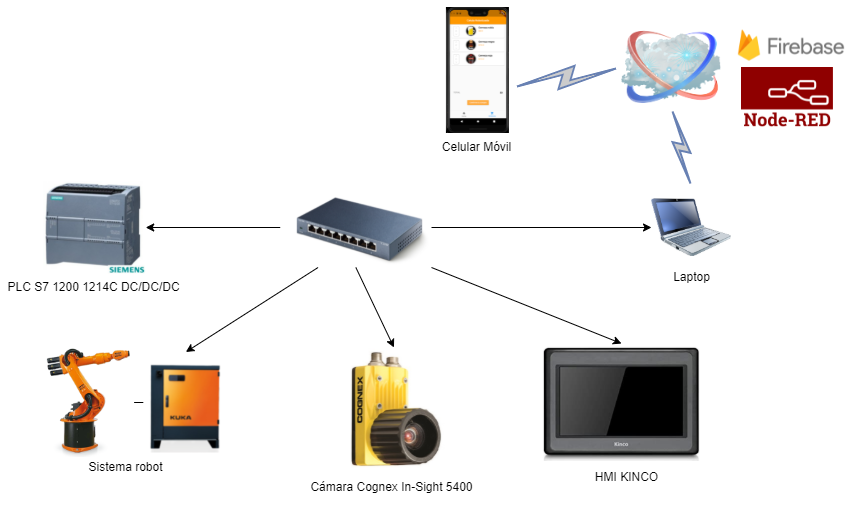 Firebase
Node-RED
Celular Móvil
SIEMENS
PLC S7 1200 1214C DC/DC/DC
Laptop
KUKA
COGNEX
Kinco
Sistema robot
Cámara Cognex In-Sight 5400
HMI KINCO